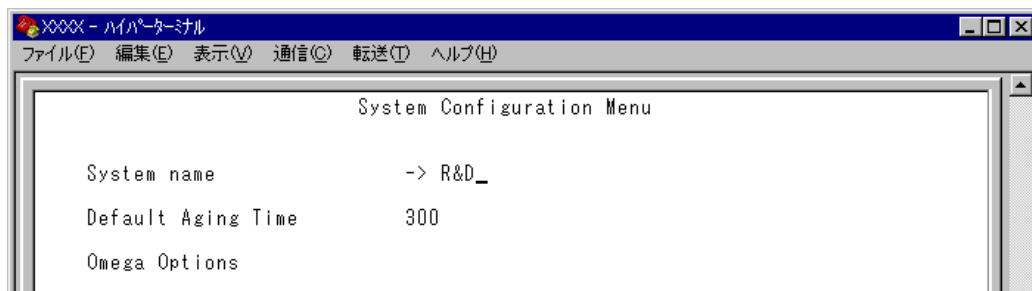 XXXX - ハイパーターミナル
ファイル(F) 編集(E) 表示(V) 通信(C) 転送(T) ヘルプ(H)
System Configuration Menu
System name -> R&D_
Default Aging Time 300
Omega Options